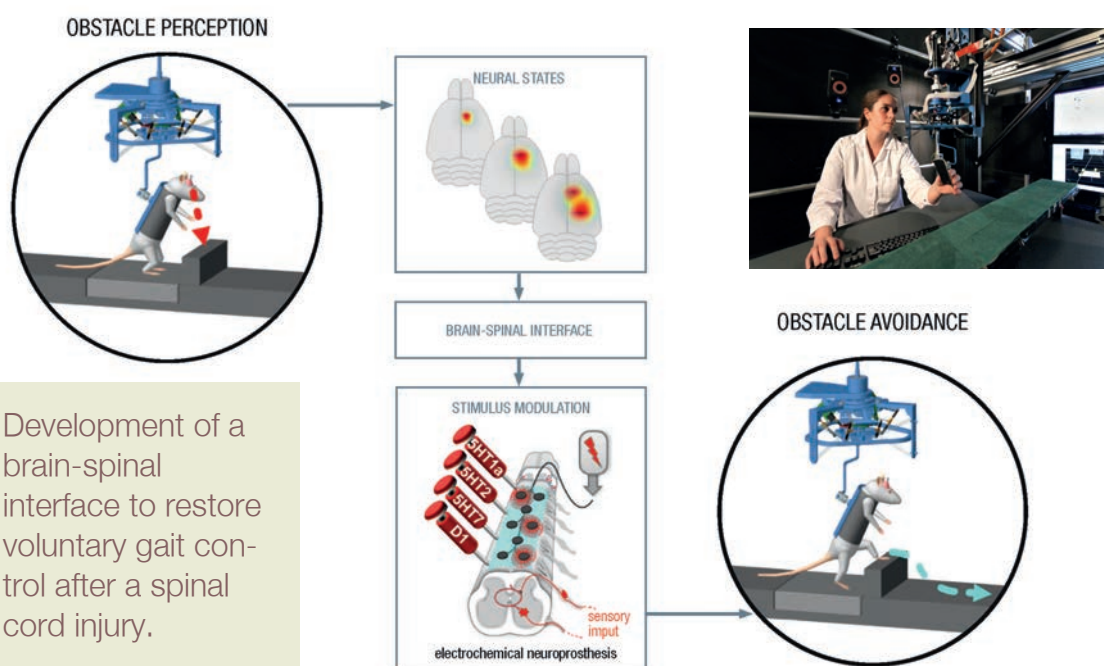 OBSTACLE PERCEPTION
NEURAL STATES
BRAIN-SPINAL INTERFACE
STIMULUS MODULATION
5HT1a
5HT2
5HT7
D1
sensory
imput
electrochemical neuroprosthesis
OBSTACLE AVOIDANCE
Development of a
brain-spinal
interface to restore
voluntary gait con-
trol after a spinal
cord injury.